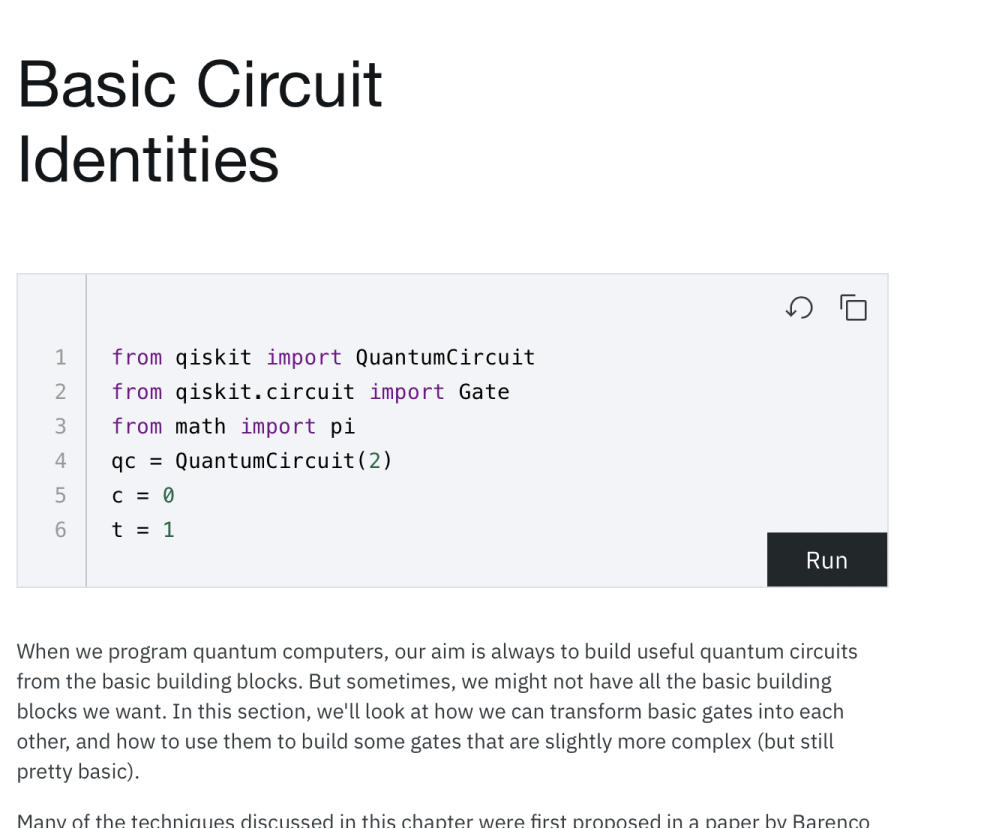 Basic Circuit
Identities
1 from qiskit import QuantumCircuit
2 from qiskit.circuit import Gate
3 from math import pi
4 qc = QuantumCircuit(2)
5 c = 0
6 t = 1
Run
When we program quantum computers, our aim is always to build useful quantum circuits
from the basic building blocks. But sometimes, we might not have all the basic building
blocks we want. In this section, we'll look at how we can transform basic gates into each
other, and how to use them to build some gates that are slightly more complex (but still
pretty basic).
Many of the techniques discussed in this chapter were first proposed in a paper by Barenco